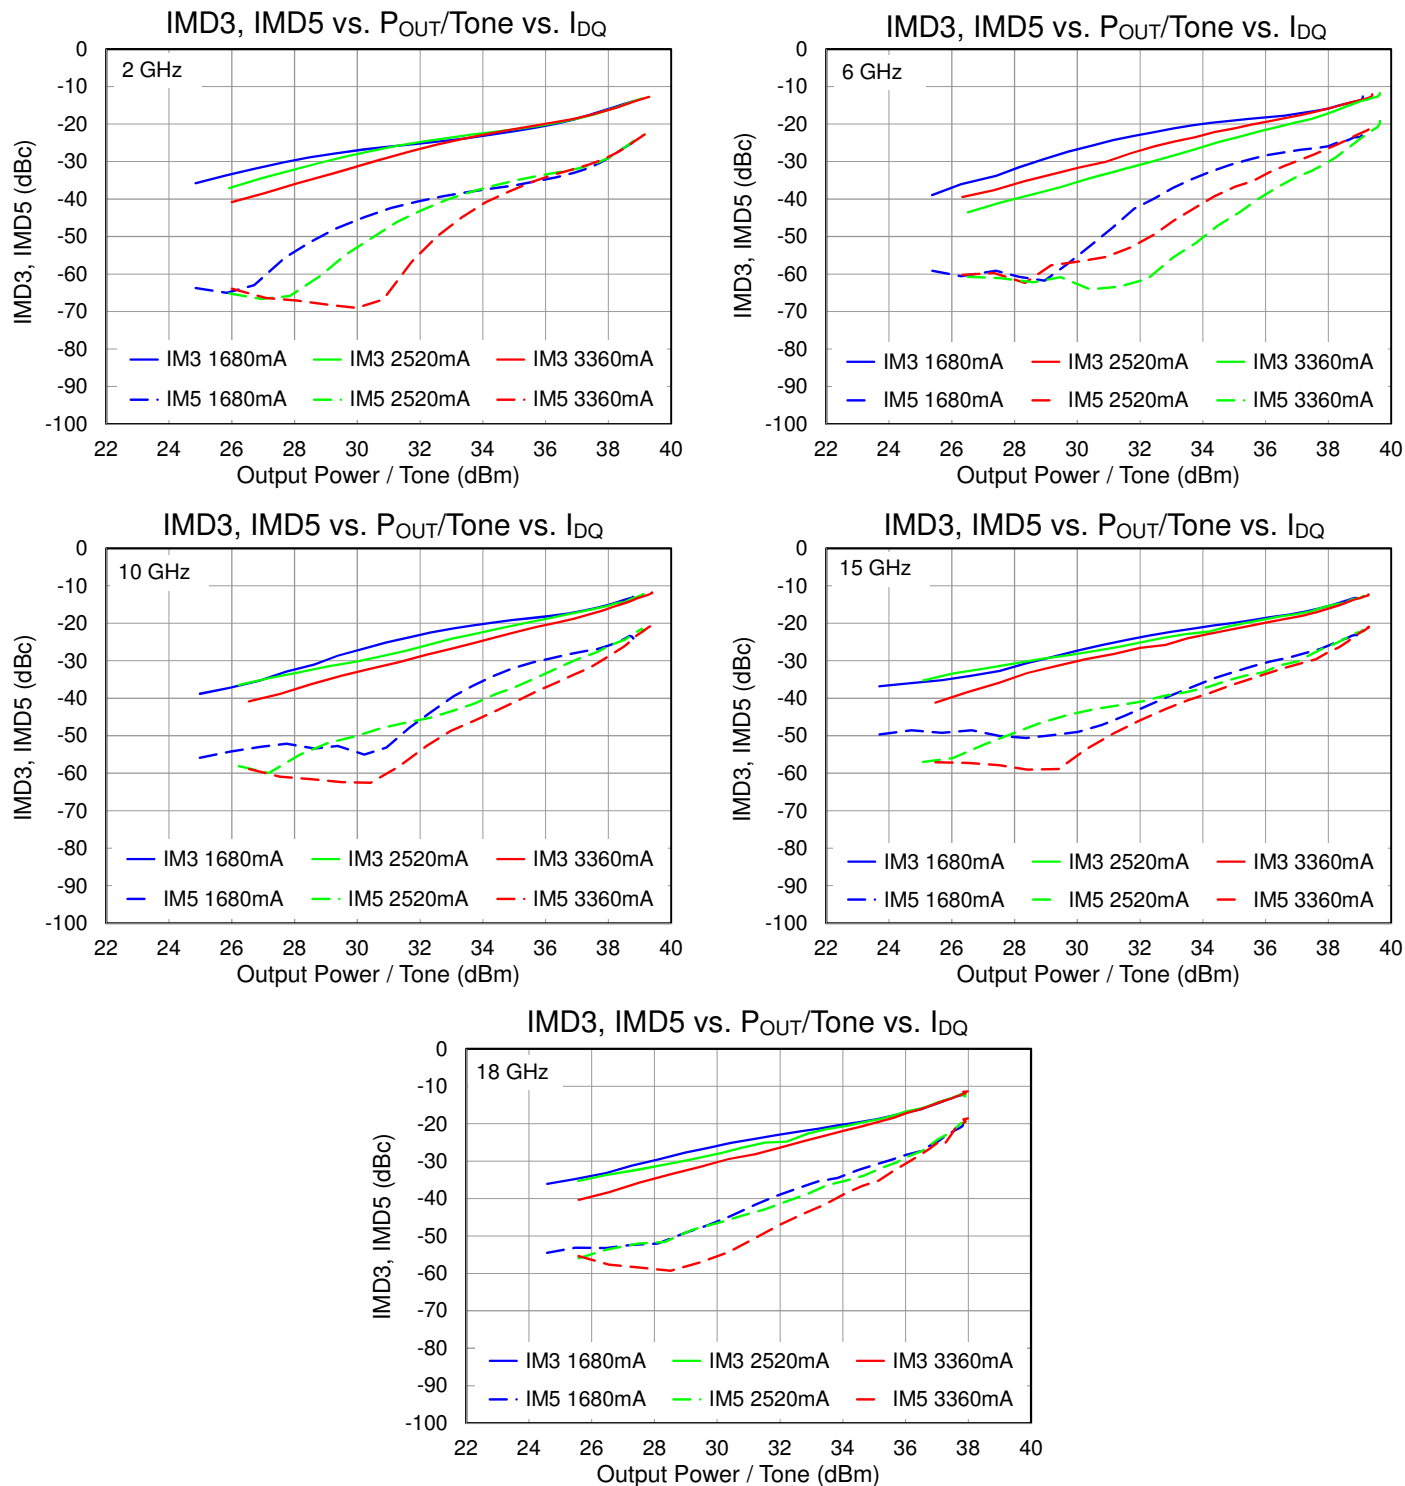 IMD3, IMD5 vs. POUT/Tone vs. IDQ
2 GHz
IMD3, IMD5 (dBc)
0
-10
-20
-30
-40
-50
-60
-70
-80
-90
-100
IM3 1680mA IM3 2520mA IM3 3360mA
IM5 1680mA IM5 2520mA IM5 3360mA
22 24 26 28 30 32 34 36 38 40
Output Power / Tone (dBm)
IMD3, IMD5 vs. POUT/Tone vs. IDQ
6 GHz
IMD3, IMD5 (dBc)
0
-10
-20
-30
-40
-50
-60
-70
-80
-90
-100
IM3 1680mA IM3 2520mA IM3 3360mA
IM5 1680mA IM5 2520mA IM5 3360mA
22 24 26 28 30 32 34 36 38 40
Output Power / Tone (dBm)
IMD3, IMD5 vs. POUT/Tone vs. IDQ
10 GHz
IMD3, IMD5 (dBc)
0
-10
-20
-30
-40
-50
-60
-70
-80
-90
-100
IM3 1680mA IM3 2520mA IM3 3360mA
IM5 1680mA IM5 2520mA IM5 3360mA
22 24 26 28 30 32 34 36 38 40
Output Power / Tone (dBm)
IMD3, IMD5 vs. POUT/Tone vs. IDQ
15 GHz
IMD3, IMD5 (dBc)
0
-10
-20
-30
-40
-50
-60
-70
-80
-90
-100
IM3 1680mA IM3 2520mA IM3 3360mA
IM5 1680mA IM5 2520mA IM5 3360mA
22 24 26 28 30 32 34 36 38 40
Output Power / Tone (dBm)
IMD3, IMD5 vs. POUT/Tone vs. IDQ
18 GHz
IMD3, IMD5 (dBc)
0
-10
-20
-30
-40
-50
-60
-70
-80
-90
-100
IM3 1680mA IM3 2520mA IM3 3360mA
IM5 1680mA IM5 2520mA IM5 3360mA
22 24 26 28 30 32 34 36 38 40
Output Power / Tone (dBm)